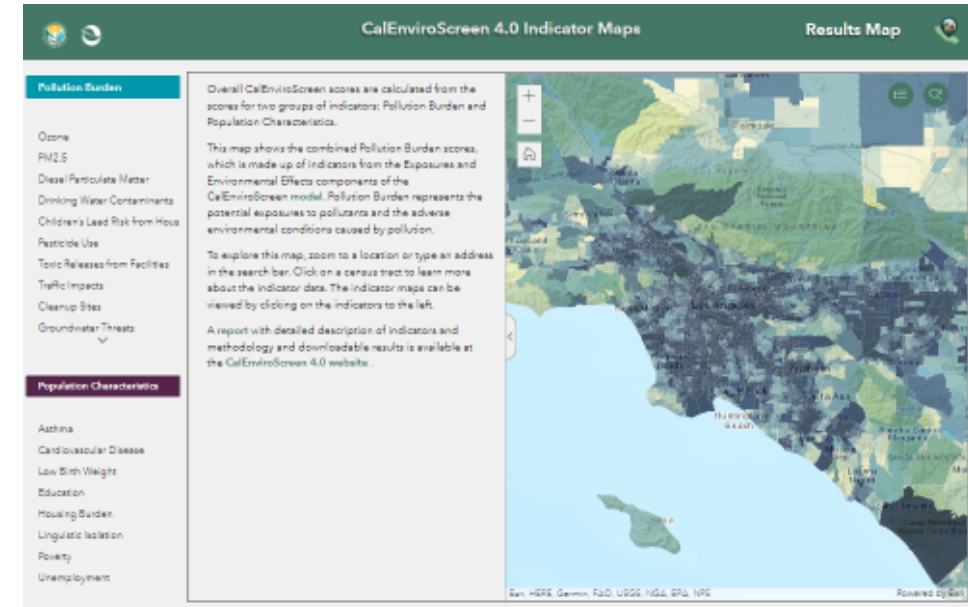 CalEnviroScreen 4.0 Indicator Maps
Results Map
Pollution Burden
Ozone
PM2.5
Diesel Particulate Matter
Drinking Water Contaminants
Children's Lead Risk from Hous
Pesticide Use
Toxic Releases from Facilities
Traffic Impacts
Cleanup Sites
Groundwater Threats
Population Characteristics
Asthma
Cardiovascular Disease
Low Birth Weight
Education
Housing Burden
Linguistic Isolation
Poverty
Unemployment
Overall CalEnviroScreen scores are calculated from the
scores for two groups of indicators: Pollution Burden and
Population Characteristics.
This map shows the combined Pollution Burden scores,
which is made up of indicators from the Exposures and
Environmental Effects components of the
CalEnviroScreen model. Pollution Burden represents the
potential exposures to pollutants and the adverse
environmental conditions caused by pollution.
To explore this map, zoom to a location or type an address
in the search bar. Click on a census tract to learn more
about the indicator data. The indicator maps can be
viewed by clicking on the indicators to the left.
A report with detailed description of indicators and
methodology and downloadable results is available at
the CalEnviroScreen 4.0 website .
Palmdale
SAN GABRIEL MOUNTAINS
Los Angeles
Anaheim
Huntington
Beach
Esri, HERE, Garmin, FAO, USGS, NGA, EPA, NPS
Powered by Esri